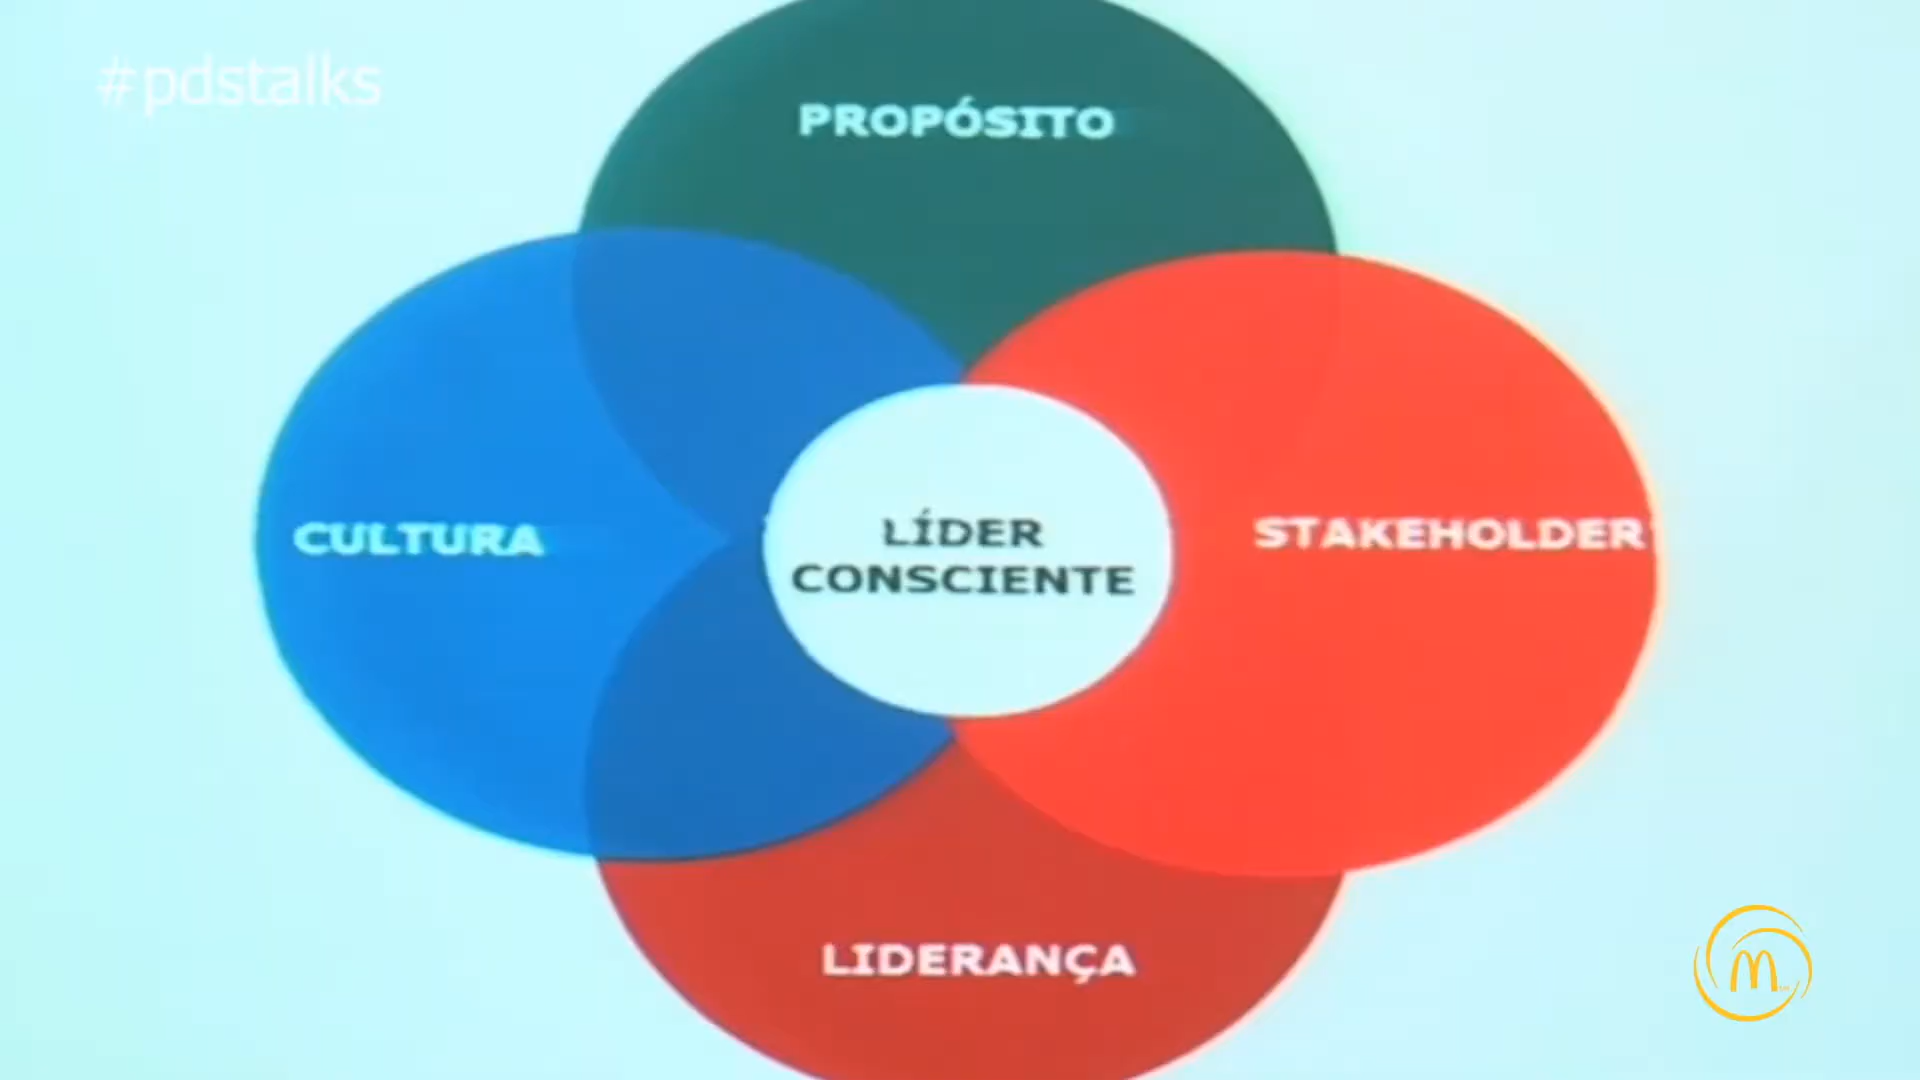 #pdstalks
PROPÓSITO
CULTURA
LÍDER
CONSCIENTE
STAKEHOLDER
LIDERANÇA